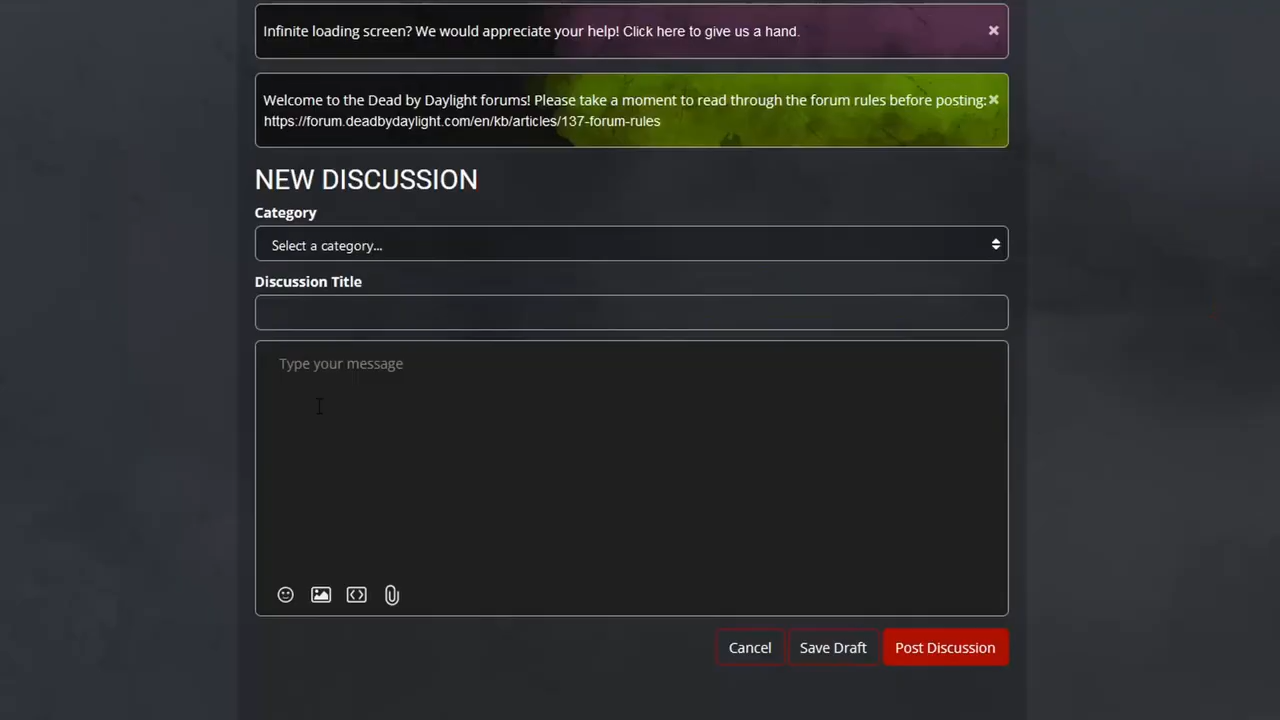 Infinite loading screen? We would appreciate your help! Click here to give us a hand.
Welcome to the Dead by Daylight forums! Please take a moment to read through the forum rules before posting:
https://forum.deadbydaylight.com/en/kb/articles/137-forum-rules
NEW DISCUSSION
Category
Select a category...
Discussion Title
Type your message
Cancel Save Draft Post Discussion